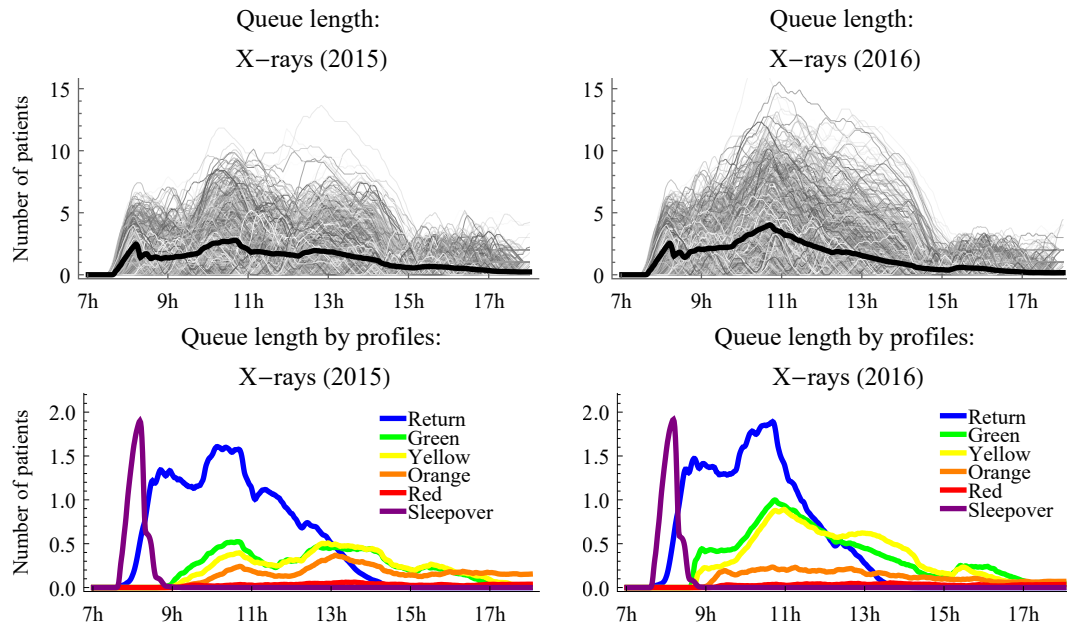 Queue length:
X−rays (2015)
Number of patients
15
10
5
0
7h 9h 11h 13h 15h 17h
Queue length:
X−rays (2016)
15
10
5
0
7h 9h 11h 13h 15h 17h
Queue length by profiles:
X−rays (2015)
Number of patients
2.0
1.5
1.0
0.5
0.0
7h 9h 11h 13h 15h 17h
Return
Green
Yellow
Orange
Red
Sleepover
Queue length by profiles:
X−rays (2016)
2.0
1.5
1.0
0.5
0.0
7h 9h 11h 13h 15h 17h
Return
Green
Yellow
Orange
Red
Sleepover